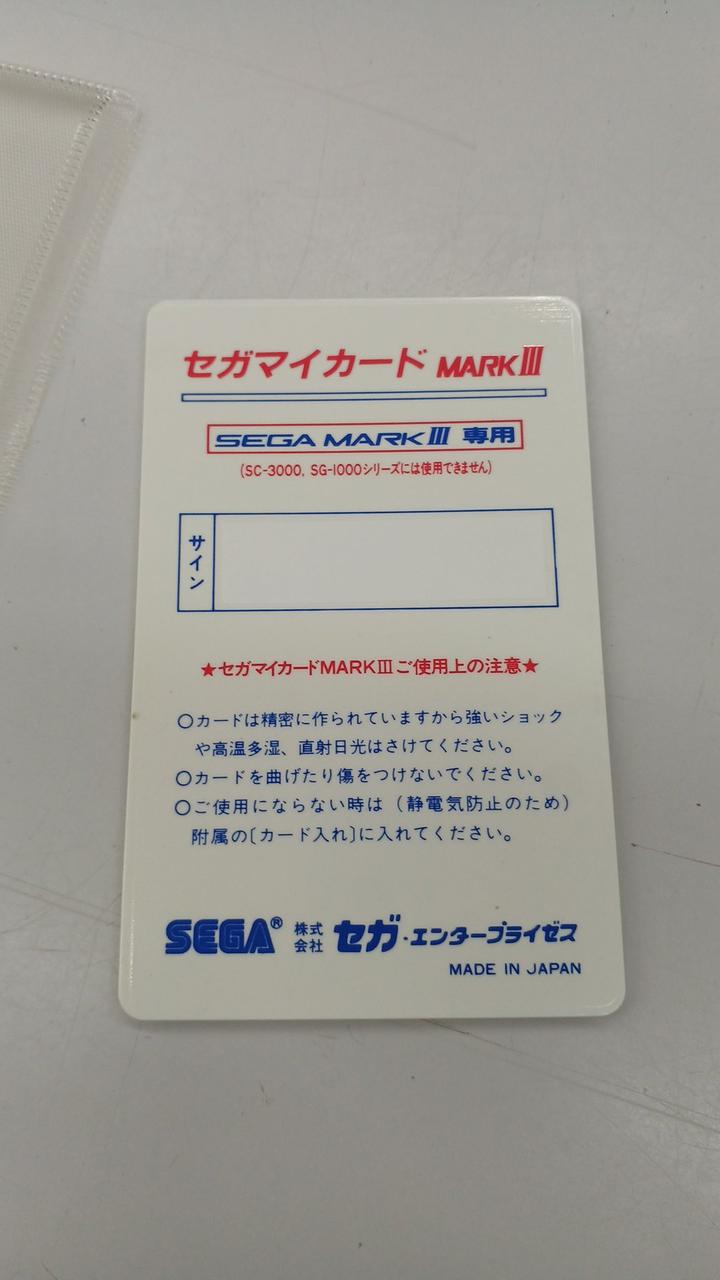 セガマイカード MARKⅢ
SEGA MARKⅢ 専用
(SC-3000, SG-1000シリーズには使用できません)
サイン
★セガマイカードMARKⅢご使用上の注意★
○カードは精密に作られていますから強いショック
や高温多湿、直射日光はさけてください。
○カードを曲げたり傷をつけないでください。
○ご使用にならない時は(静電気防止のため)
附属の〔カード入れ〕に入れてください。
SEGA® 株式会社 セガ・エンタープライゼス
MADE IN JAPAN